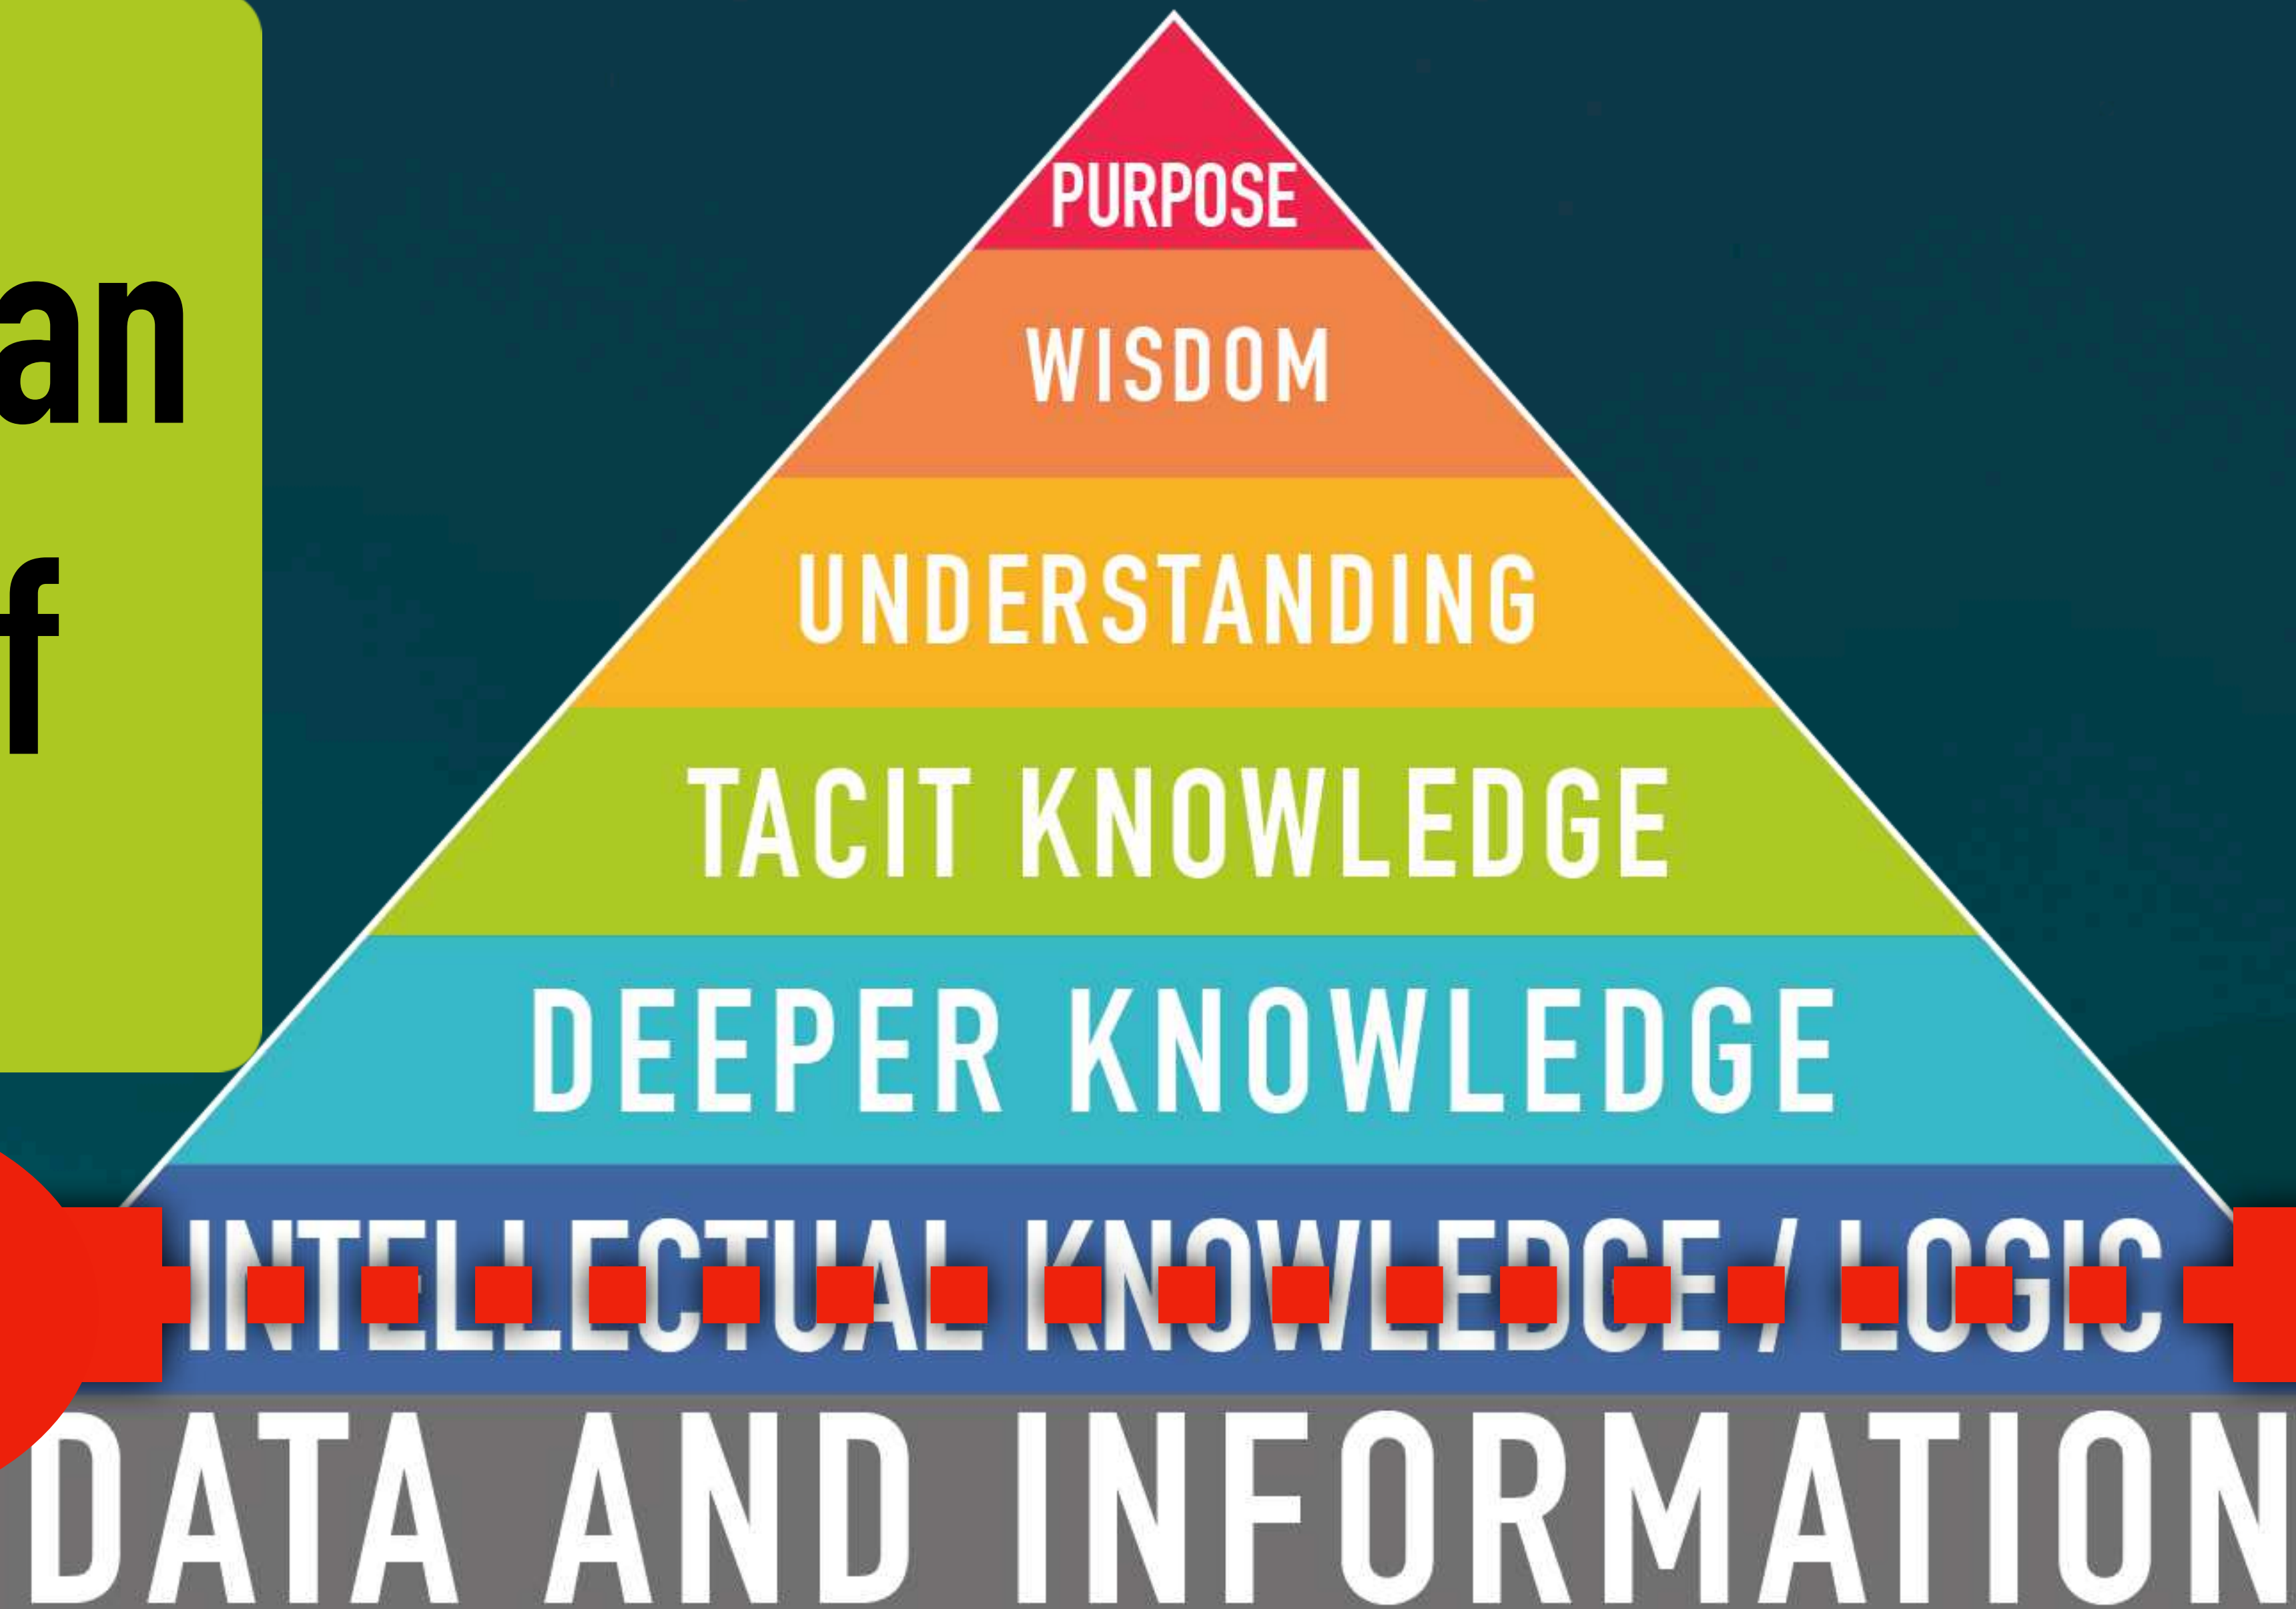 an
f
PURPOSE
WISDOM
UNDERSTANDING
TACIT KNOWLEDGE
DEEPER KNOWLEDGE
INTELLECTUAL KNOWLEDGE / LOGIC
DATA AND INFORMATION